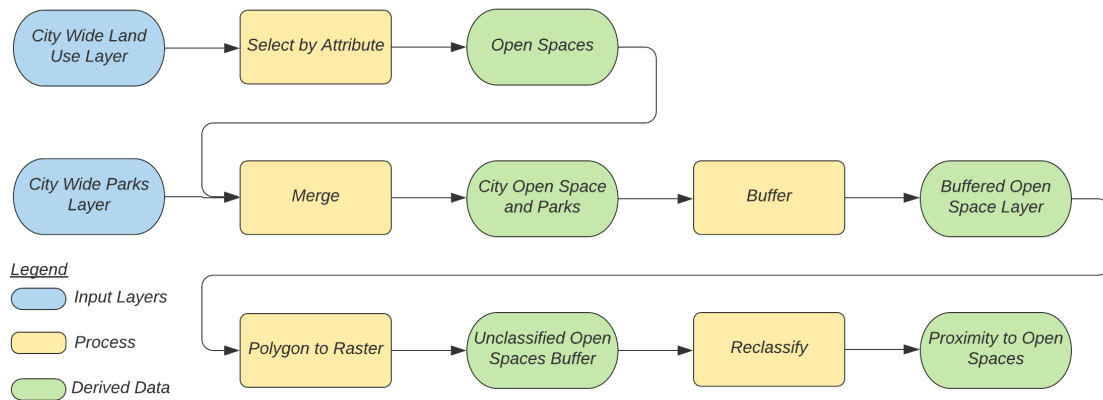 City Wide Land
Use Layer
Select by Attribute
Open Spaces
City Wide Parks
Layer
Merge
City Open Space
and Parks
Buffer
Buffered Open
Space Layer
Legend
Input Layers
Process
Derived Data
Polygon to Raster
Unclassified Open
Spaces Buffer
Reclassify
Proximity to Open
Spaces